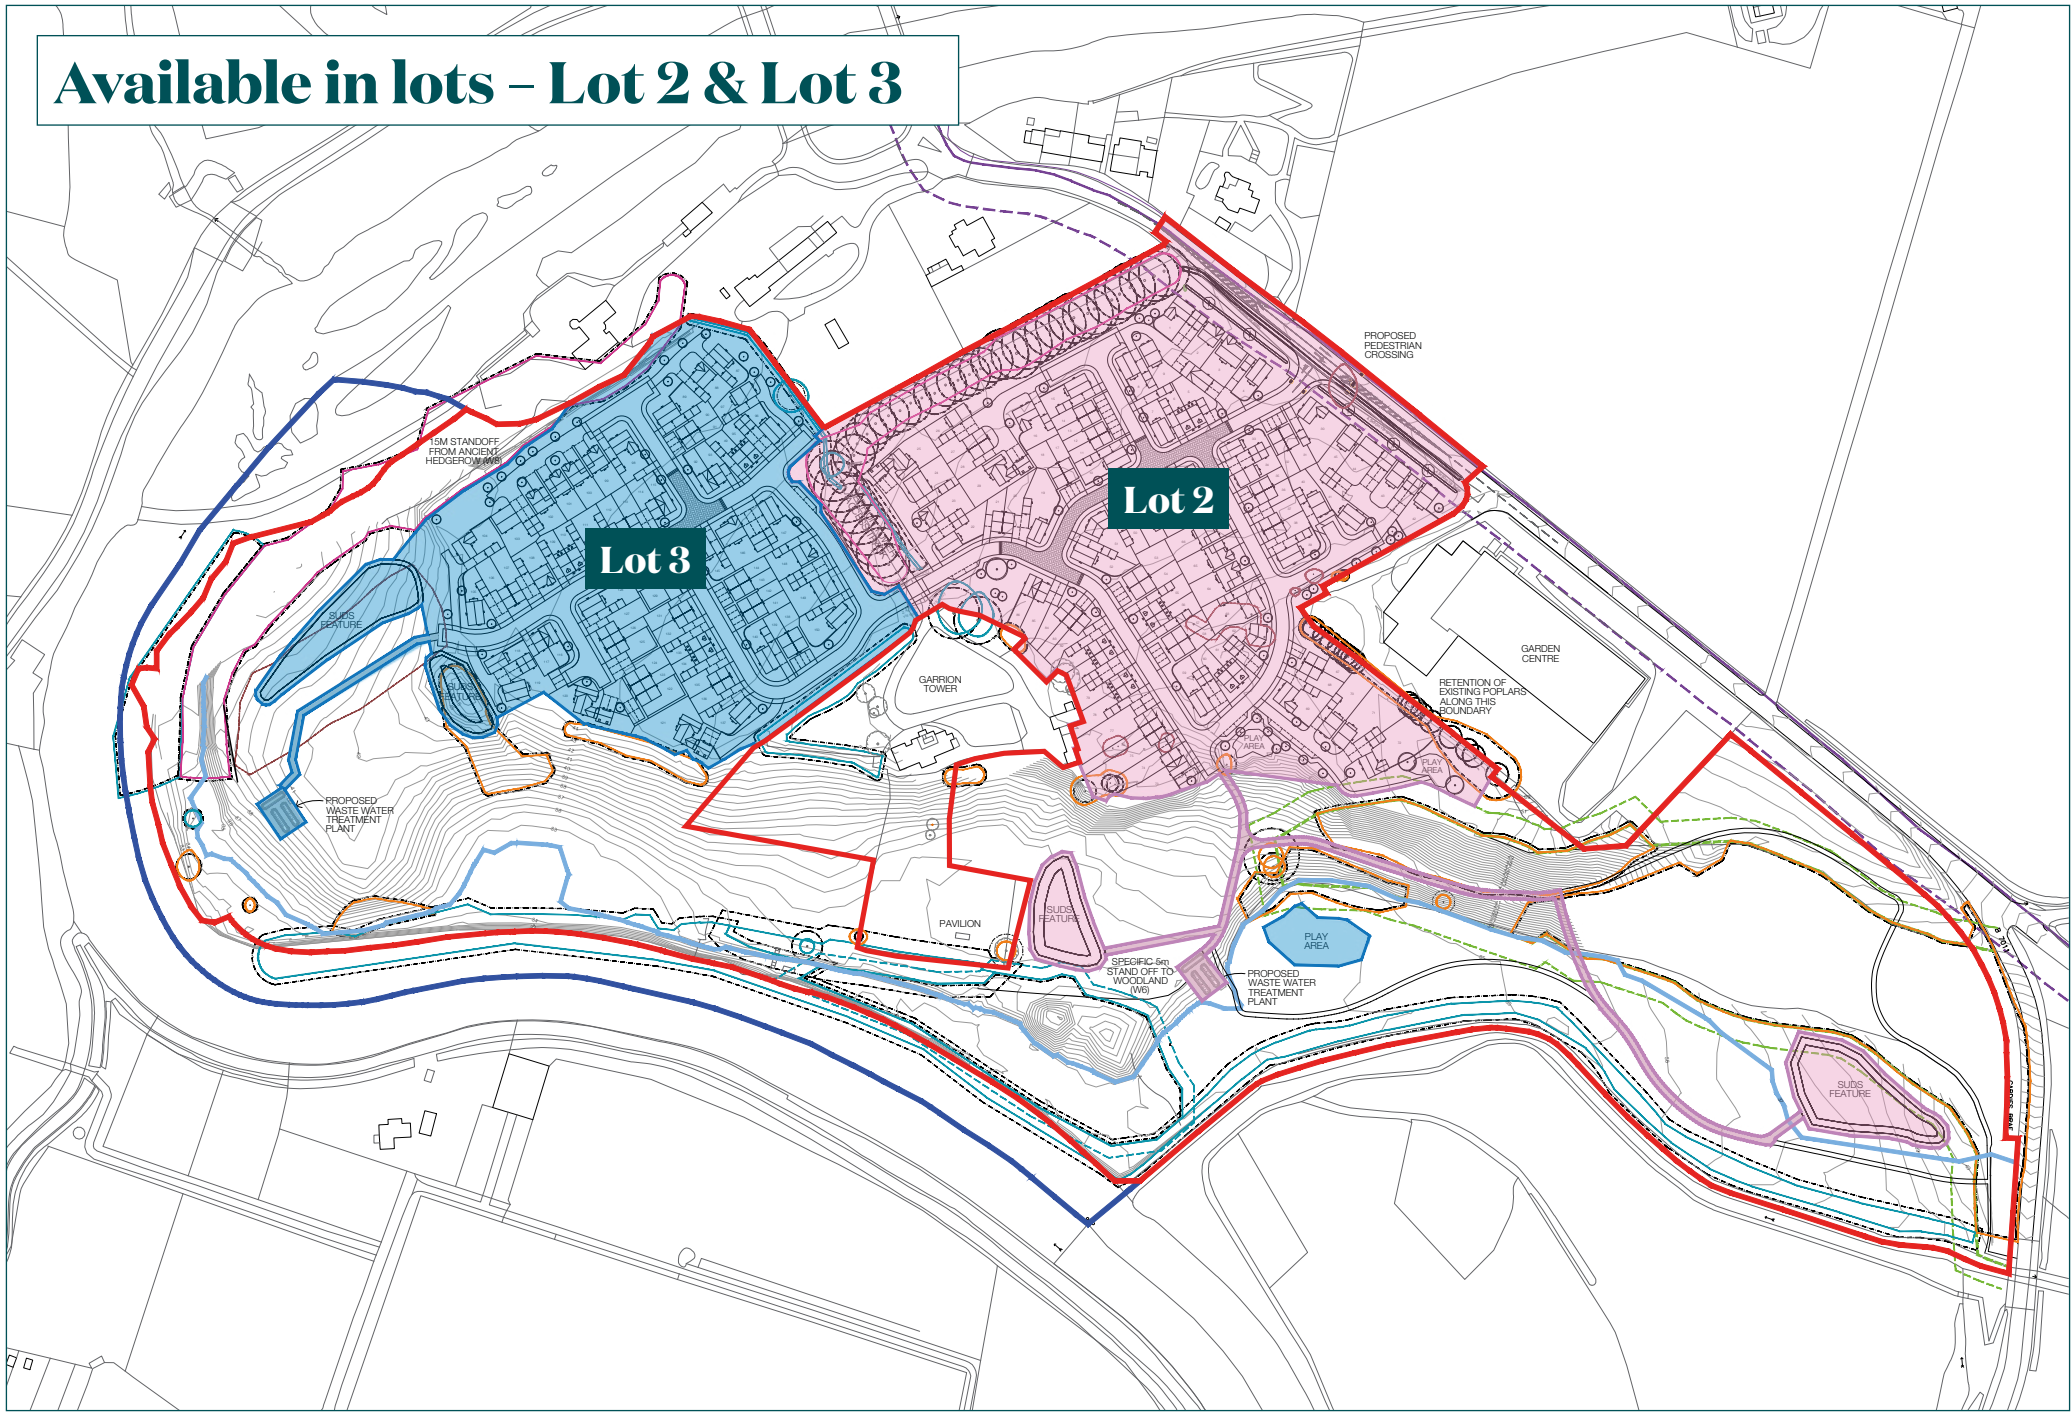 Available in lots – Lot 2 & Lot 3
PROPOSED
PEDESTRIAN
CROSSING
15M STANDOFF
FROM ANCIENT
HEDGEROW (W8)
Lot 2
Lot 3
SUDS
FEATURE
SUDS
FEATURE
GARRION
TOWER
GARDEN
CENTRE
RETENTION OF
EXISTING POPLARS
ALONG THIS
BOUNDARY
PLAY
AREA
PLAY
AREA
PROPOSED
WASTE WATER
TREATMENT
PLANT
SUDS
FEATURE
PAVILION
PLAY
AREA
SPECIFIC 5m
STAND OFF TO
WOODLAND
(W6)
PROPOSED
WASTE WATER
TREATMENT
PLANT
SUDS
FEATURE